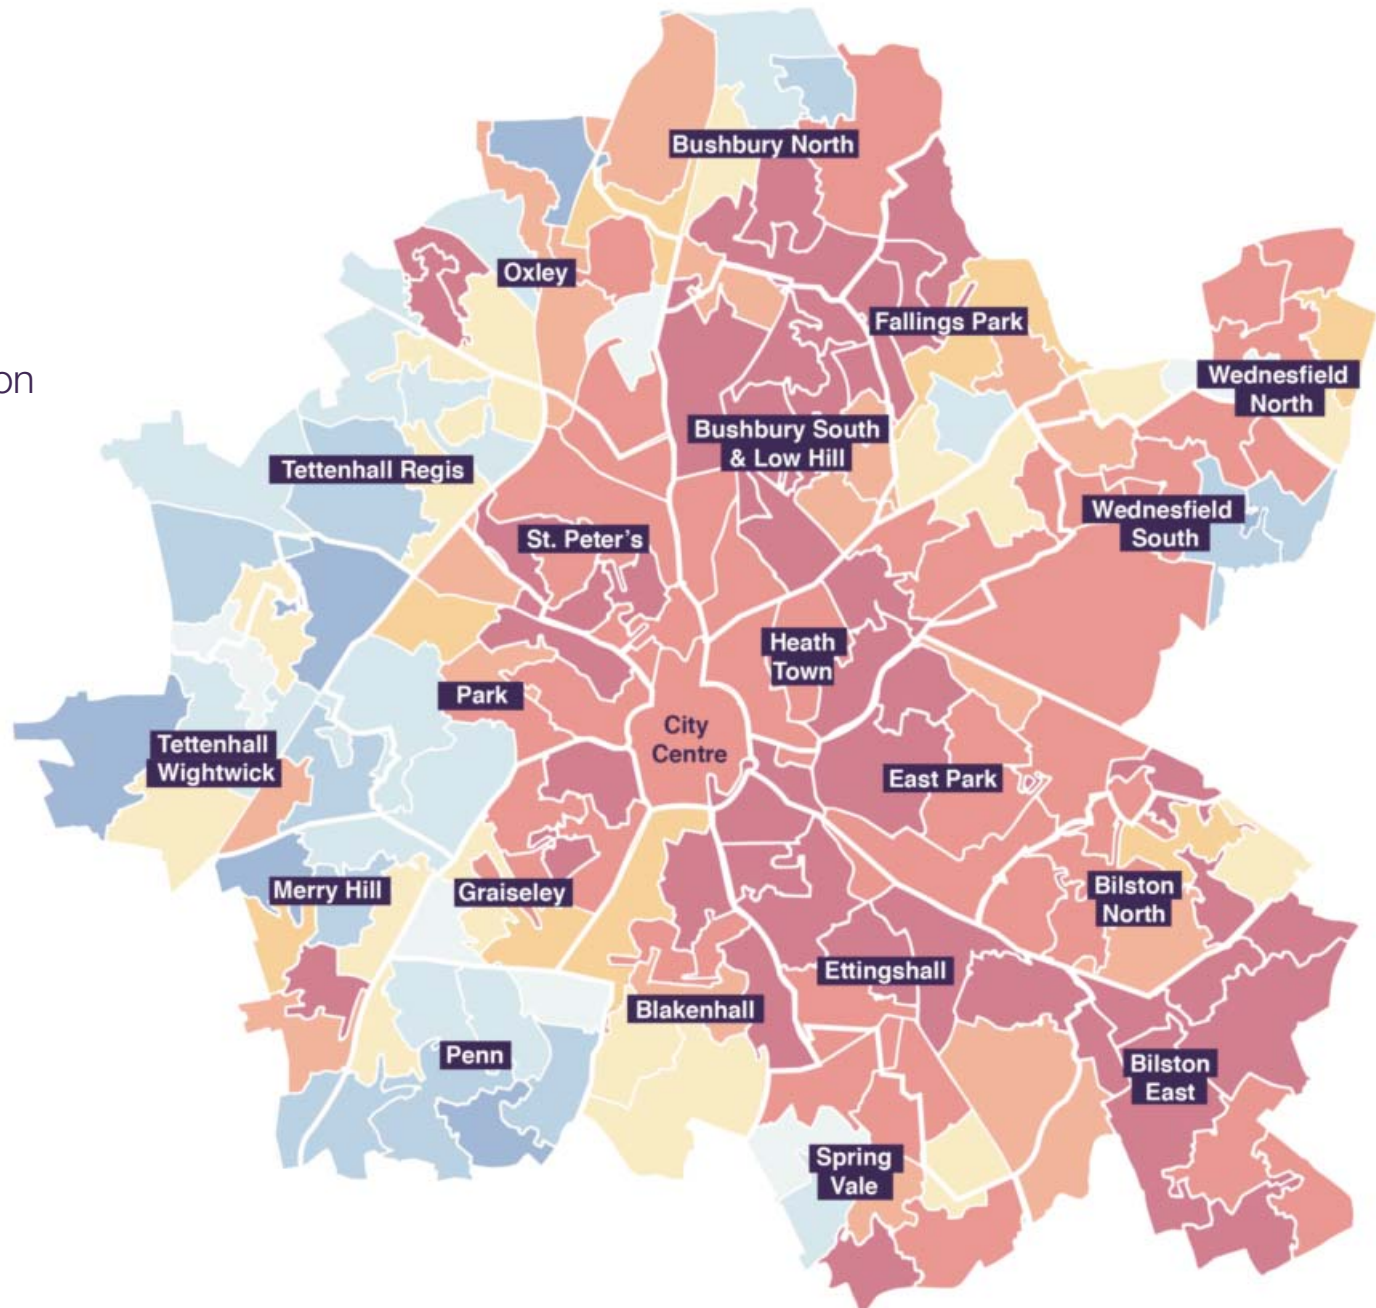 Bushbury North
Oxley
Fallings Park
on
Wednesfield
North
Bushbury South
& Low Hill
Tettenhall Regis
Wednesfield
South
St. Peter's
Heath
Town
Park
City
Centre
Tettenhall
Wightwick
East Park
Merry Hill
Graiseley
Bilston
North
Ettingshall
Blakenhall
Penn
Bilston
East
Spring
Vale